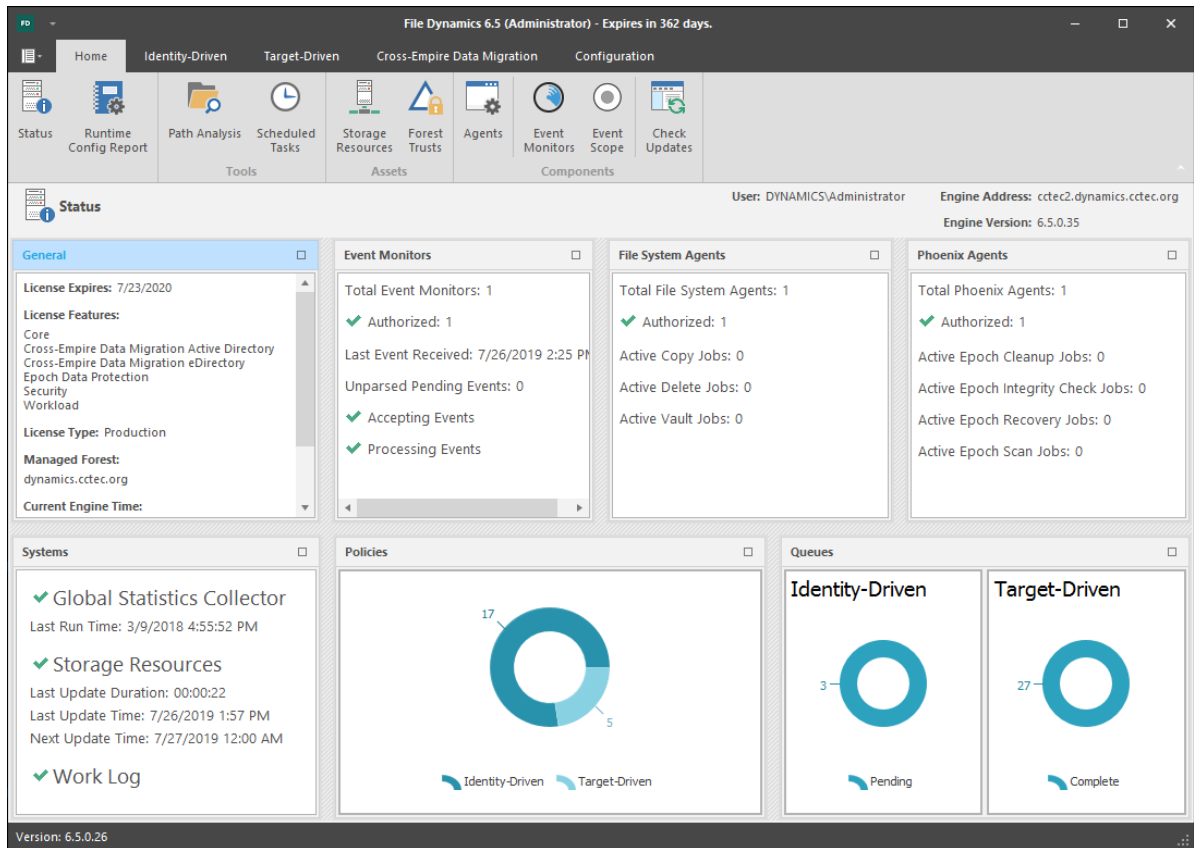 FD
File Dynamics 6.5 (Administrator) - Expires in 362 days.
Home Identity-Driven Target-Driven Cross-Empire Data Migration Configuration
Status
Runtime
Config Report
Path Analysis
Scheduled
Tasks
Tools
Storage
Resources
Forest
Trusts
Assets
Agents
Event
Monitors
Event
Scope
Check
Updates
Components
Status
User: DYNAMICS\Administrator
Engine Address: cctec2.dynamics.cctec.org
Engine Version: 6.5.0.35
General
License Expires: 7/23/2020
License Features:
Core
Cross-Empire Data Migration Active Directory
Cross-Empire Data Migration eDirectory
Epoch Data Protection
Security
Workload
License Type: Production
Managed Forest:
dynamics.cctec.org
Current Engine Time:
Event Monitors
Total Event Monitors: 1
Authorized: 1
Last Event Received: 7/26/2019 2:25 PM
Unparsed Pending Events: 0
Accepting Events
Processing Events
File System Agents
Total File System Agents: 1
Authorized: 1
Active Copy Jobs: 0
Active Delete Jobs: 0
Active Vault Jobs: 0
Phoenix Agents
Total Phoenix Agents: 1
Authorized: 1
Active Epoch Cleanup Jobs: 0
Active Epoch Integrity Check Jobs: 0
Active Epoch Recovery Jobs: 0
Active Epoch Scan Jobs: 0
Systems
Global Statistics Collector
Last Run Time: 3/9/2018 4:55:52 PM
Storage Resources
Last Update Duration: 00:00:22
Last Update Time: 7/26/2019 1:57 PM
Next Update Time: 7/27/2019 12:00 AM
Work Log
Policies
17
5
Identity-Driven Target-Driven
Queues
Identity-Driven
3
Pending
Target-Driven
27
Complete
Version: 6.5.0.26